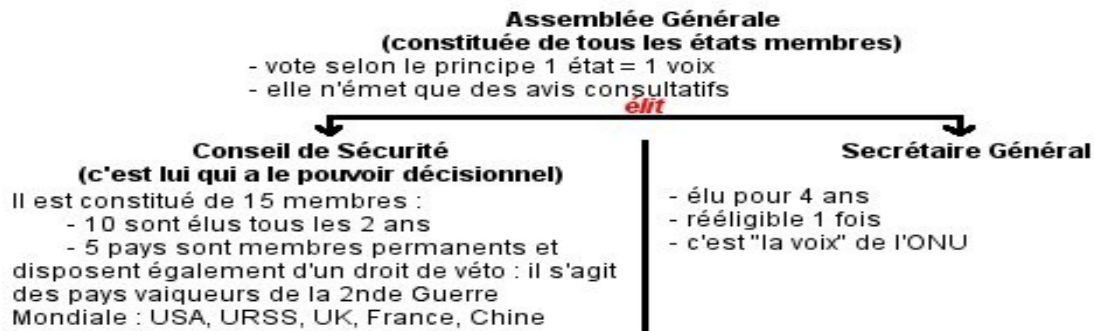 Assemblée Générale
(constituée de tous les états membres)
- vote selon le principe 1 état = 1 voix
- elle n'émet que des avis consultatifs
élit
Conseil de Sécurité
(c'est lui qui a le pouvoir décisionnel)
Il est constitué de 15 membres :
- 10 sont élus tous les 2 ans
- 5 pays sont membres permanents et
disposent également d'un droit de véto : il s'agit
des pays vaiqueurs de la 2nde Guerre
Mondiale : USA, URSS, UK, France, Chine
Secrétaire Général
- élu pour 4 ans
- rééligible 1 fois
- c'est "la voix" de l'ONU